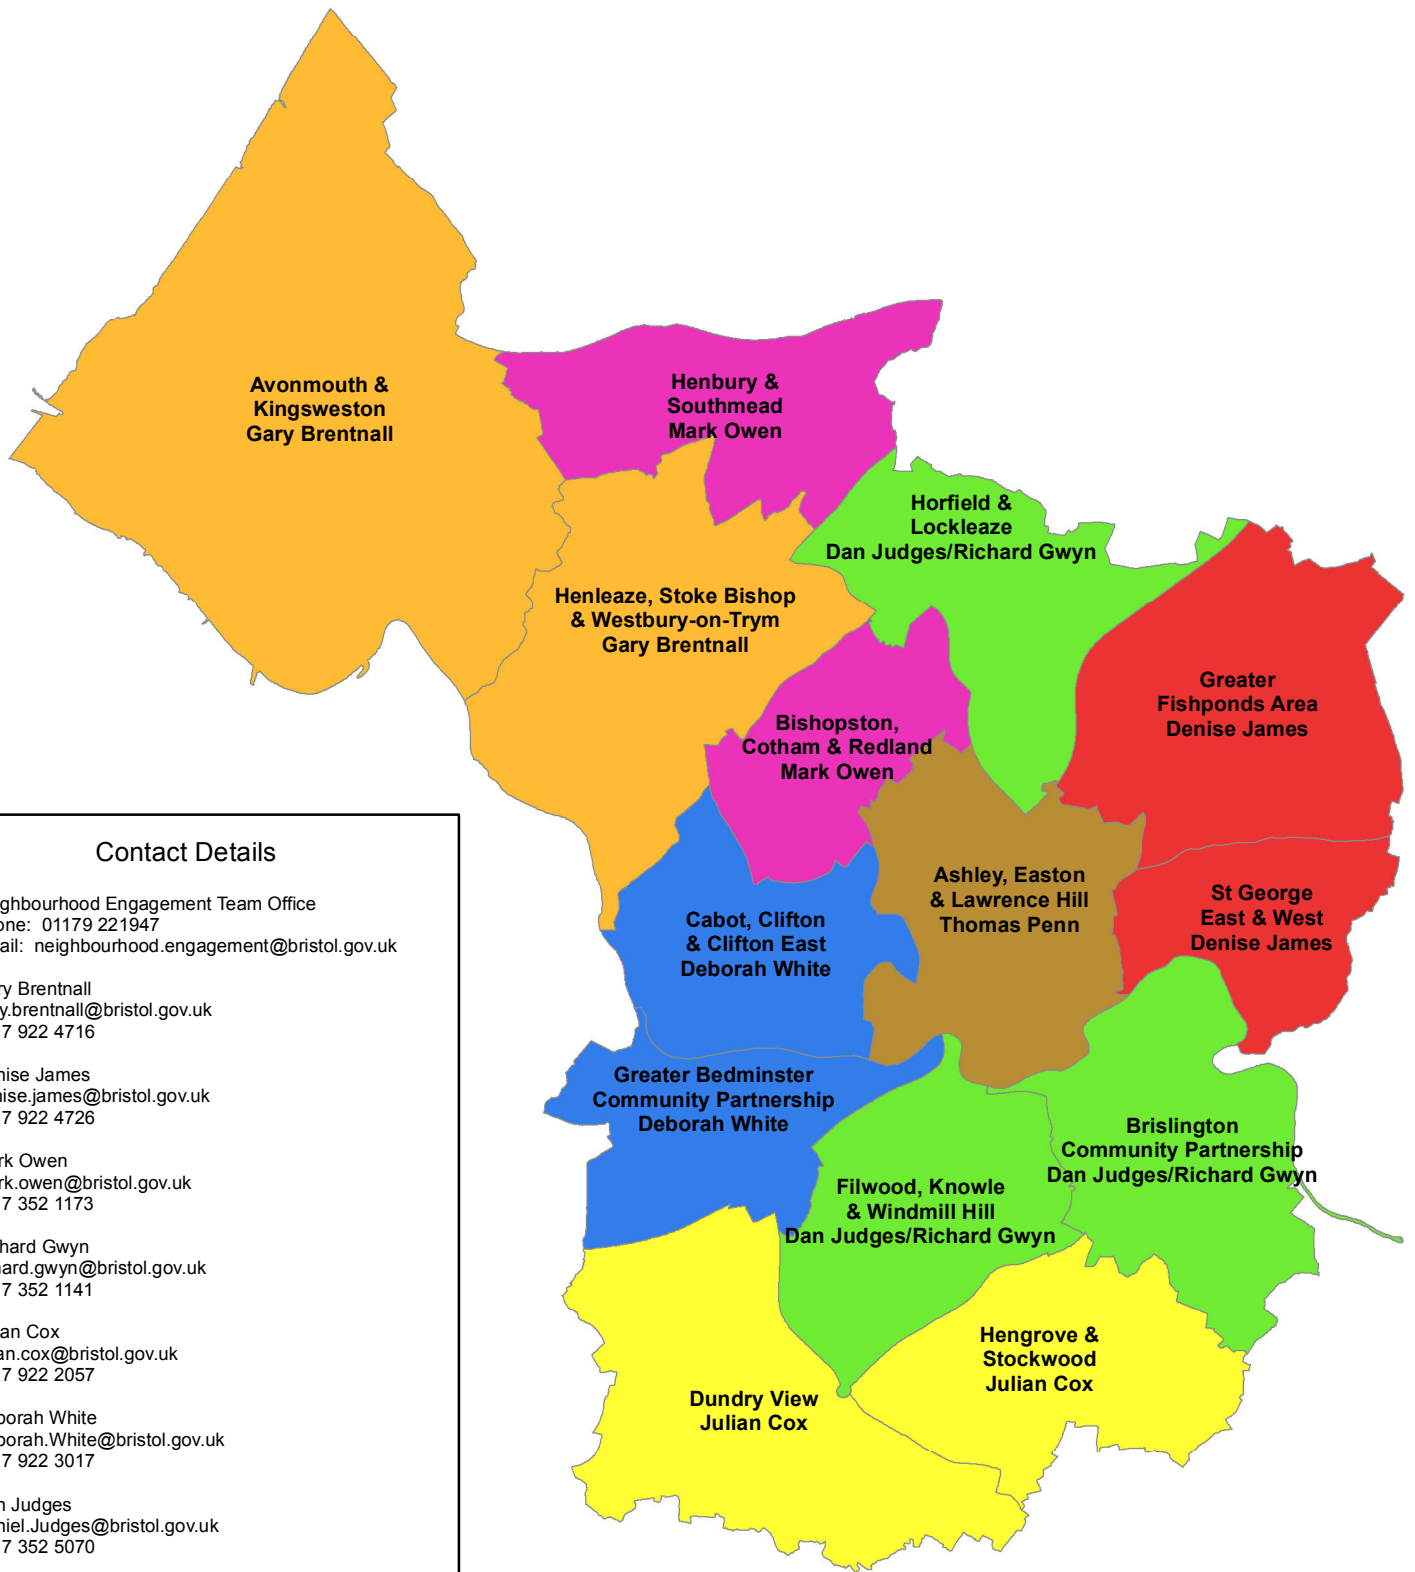 Avonmouth &
Kingsweston
Gary Brentnall
Henbury &
Southmead
Mark Owen
Horfield &
Lockleaze
Dan Judges/Richard Gwyn
Henleaze, Stoke Bishop
& Westbury-on-Trym
Gary Brentnall
Greater
Fishponds Area
Denise James
Bishopston,
Cotham & Redland
Mark Owen
Ashley, Easton
& Lawrence Hill
Thomas Penn
St George
East & West
Denise James
Cabot, Clifton
& Clifton East
Deborah White
Greater Bedminster
Community Partnership
Deborah White
Brislington
Community Partnership
Dan Judges/Richard Gwyn
Filwood, Knowle
& Windmill Hill
Dan Judges/Richard Gwyn
Hengrove &
Stockwood
Julian Cox
Dundry View
Julian Cox
Contact Details
ghbourhood Engagement Team Office
one: 01179 221947
ail: neighbourhood.engagement@bristol.gov.uk
ry Brentnall
y.brentnall@bristol.gov.uk
7 922 4716
nise James
nise.james@bristol.gov.uk
7 922 4726
rk Owen
rk.owen@bristol.gov.uk
7 352 1173
hard Gwyn
hard.gwyn@bristol.gov.uk
7 352 1141
an Cox
an.cox@bristol.gov.uk
7 922 2057
borah White
borah.White@bristol.gov.uk
7 922 3017
n Judges
niel.Judges@bristol.gov.uk
7 352 5070